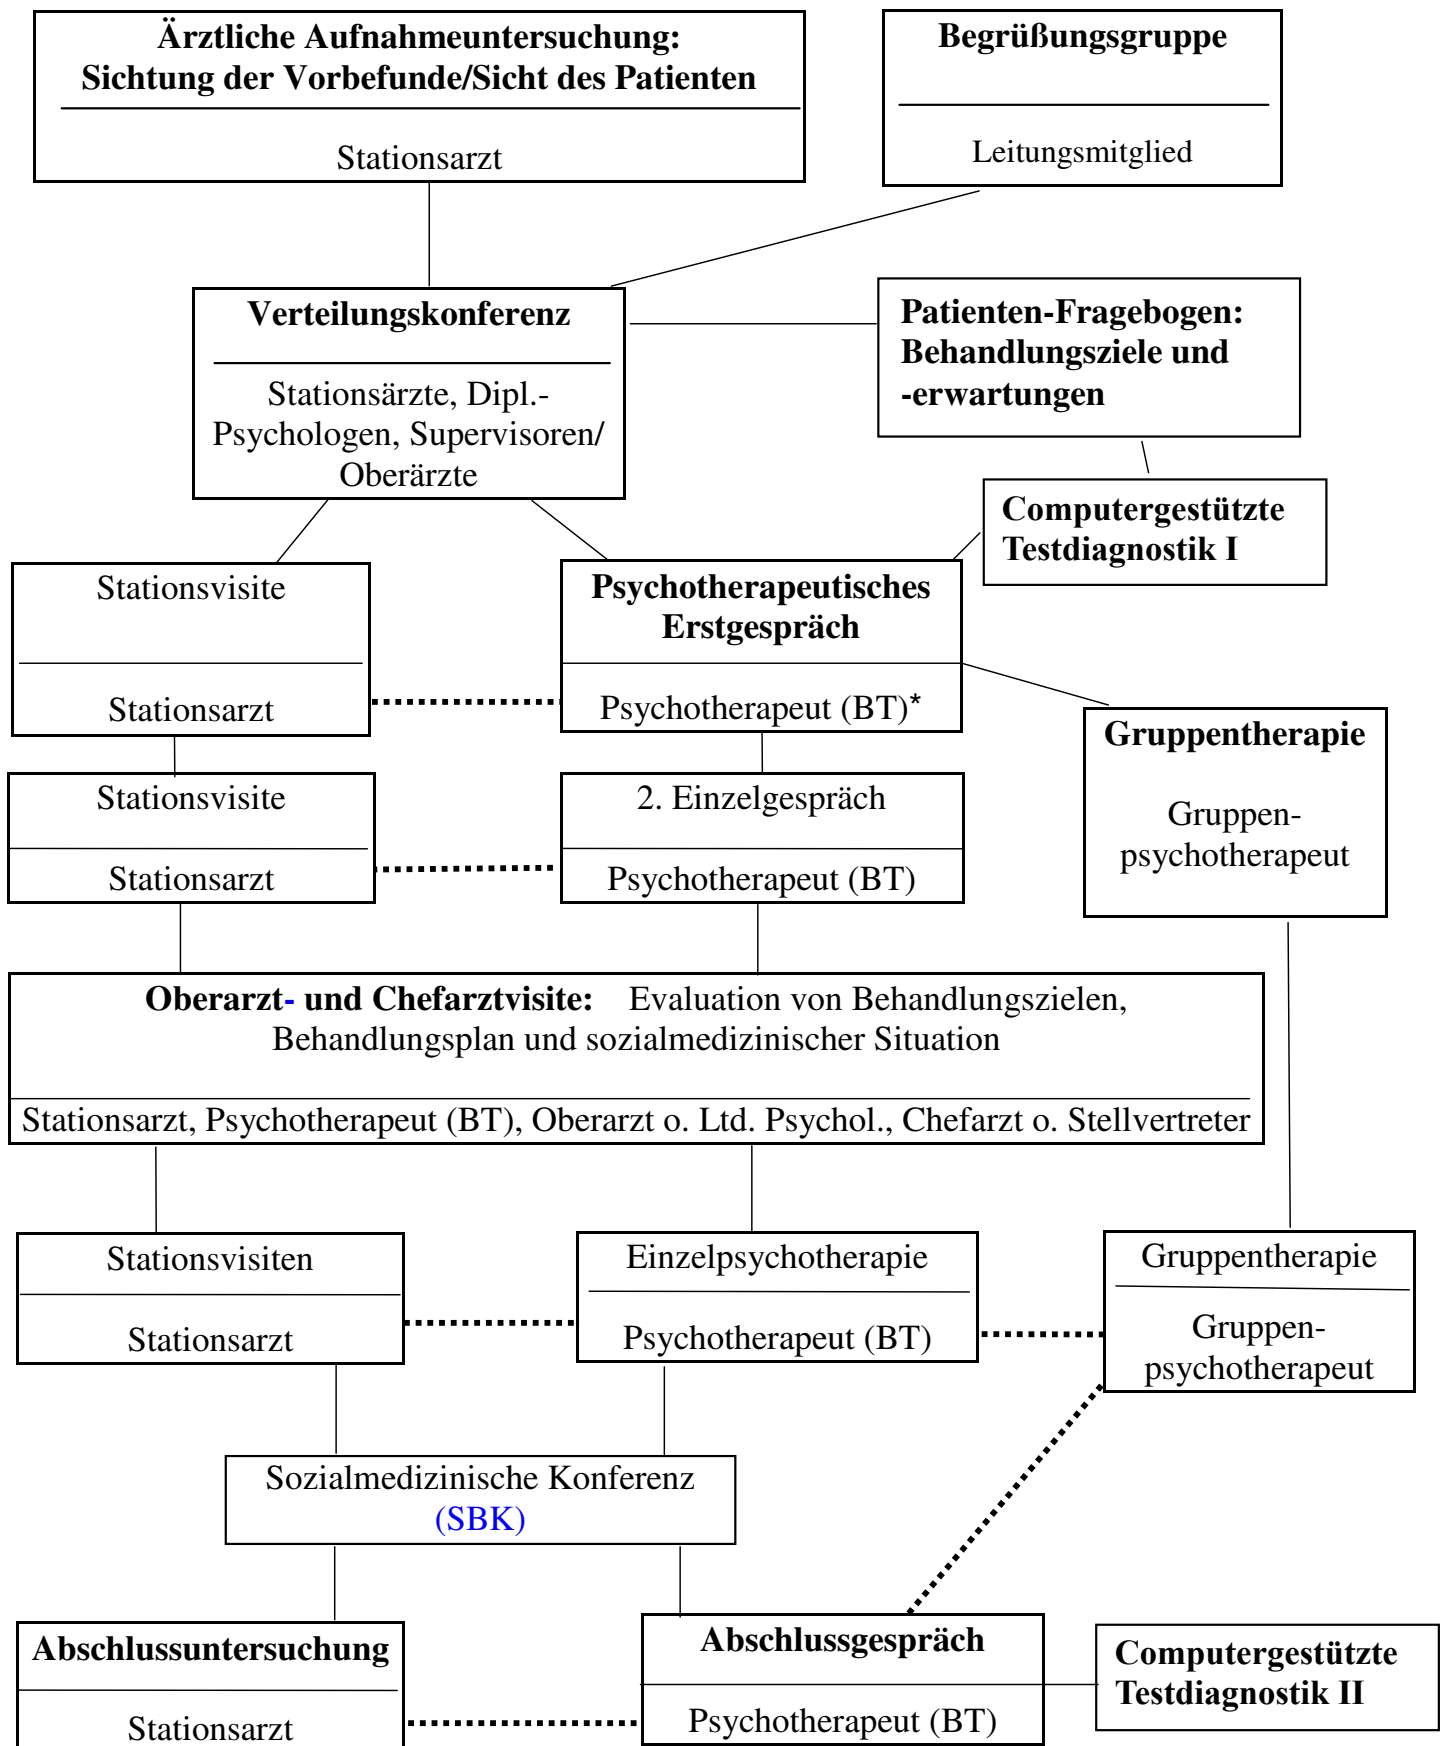 Ärztliche Aufnahmeuntersuchung:
Sichtung der Vorbefunde/Sicht des Patienten
Stationsarzt
Begrüßungsgruppe
Leitungsmitglied
Verteilungskonferenz
Stationsärzte, Dipl.-
Psychologen, Supervisoren/
Oberärzte
Patienten-Fragebogen:
Behandlungsziele und
-erwartungen
Computergestützte
Testdiagnostik I
Stationsvisite
Stationsarzt
Psychotherapeutisches
Erstgespräch
Psychotherapeut (BT)*
Gruppentherapie
Gruppen-
psychotherapeut
Stationsvisite
Stationsarzt
2. Einzelgespräch
Psychotherapeut (BT)
Oberarzt- und Chefarztvisite: Evaluation von Behandlungszielen,
Behandlungsplan und sozialmedizinischer Situation
Stationsarzt, Psychotherapeut (BT), Oberarzt o. Ltd. Psychol., Chefarzt o. Stellvertreter
Stationsvisiten
Stationsarzt
Einzelpsychotherapie
Psychotherapeut (BT)
Gruppentherapie
Gruppen-
psychotherapeut
Sozialmedizinische Konferenz
(SBK)
Abschlussuntersuchung
Stationsarzt
Abschlussgespräch
Psychotherapeut (BT)
Computergestützte
Testdiagnostik II